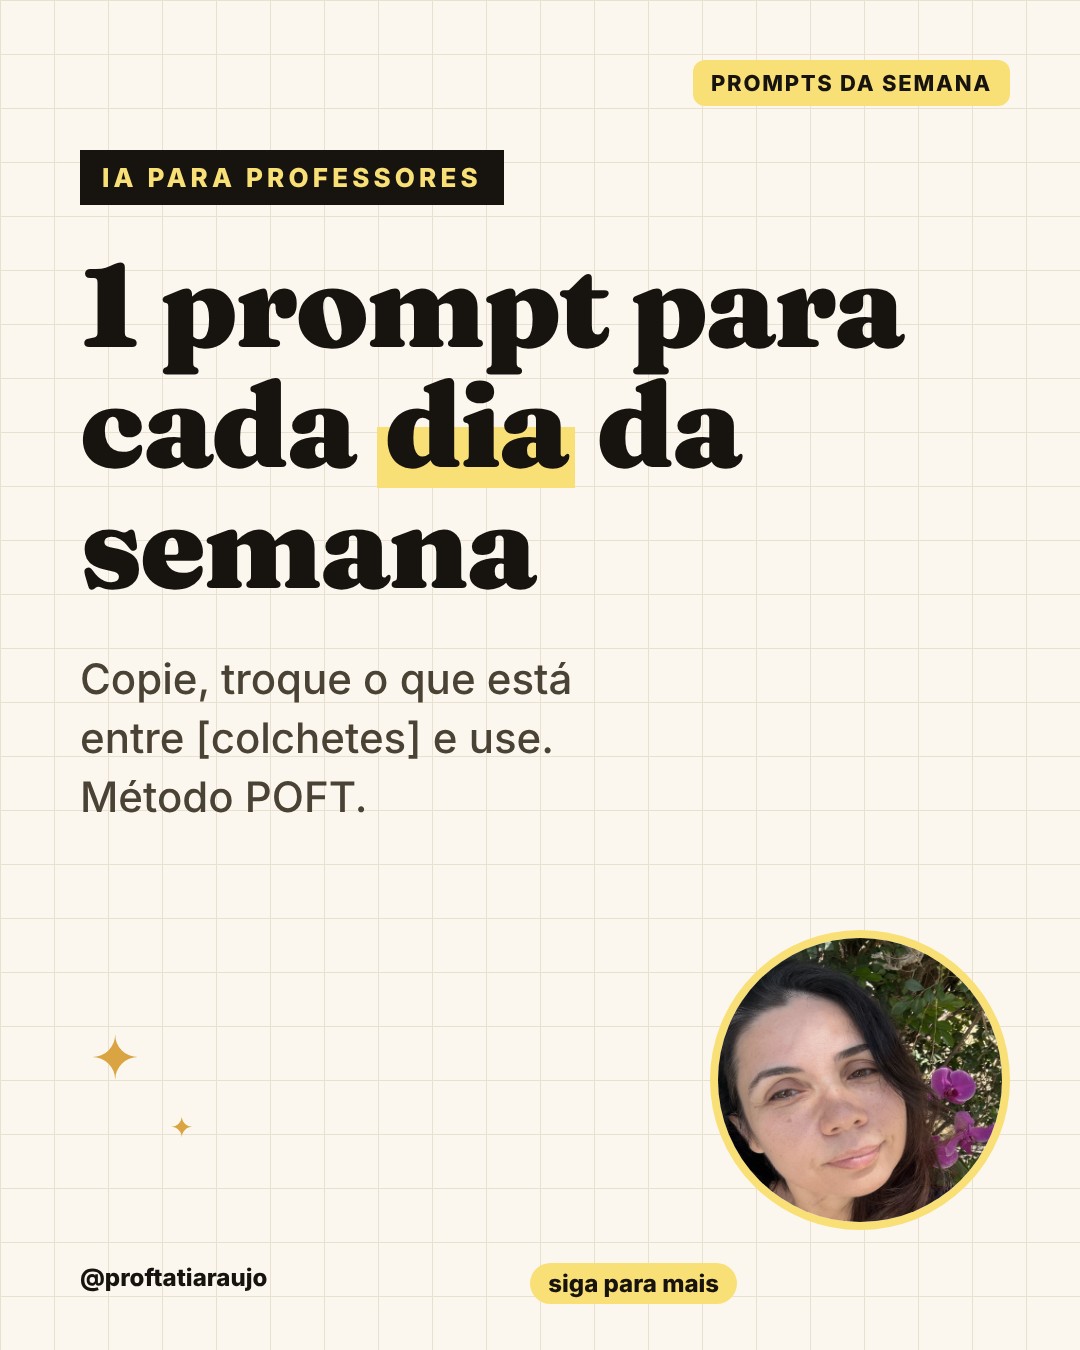 PROMPTS DA SEMANA
IA PARA PROFESSORES
1 prompt para
cada dia da
semana
Copie, troque o que está
entre [colchetes] e use.
Método POFT.
@proftatiaraujo
siga para mais